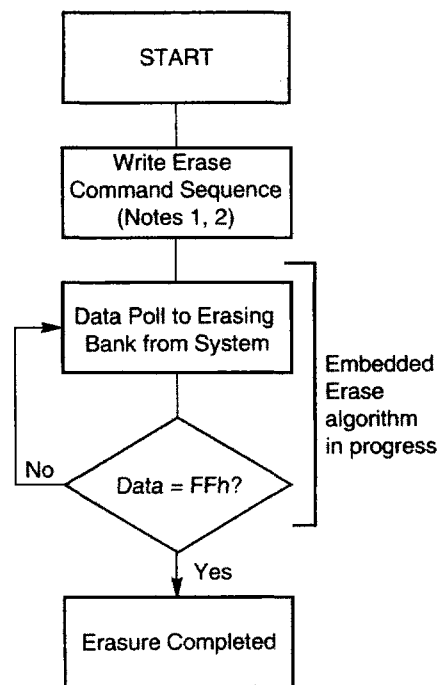 START
Write Erase
Command Sequence
(Notes 1, 2)
Data Poll to Erasing
Bank from System
Embedded
Erase
algorithm
in progress
No
Data = FFh?
Yes
Erasure Completed